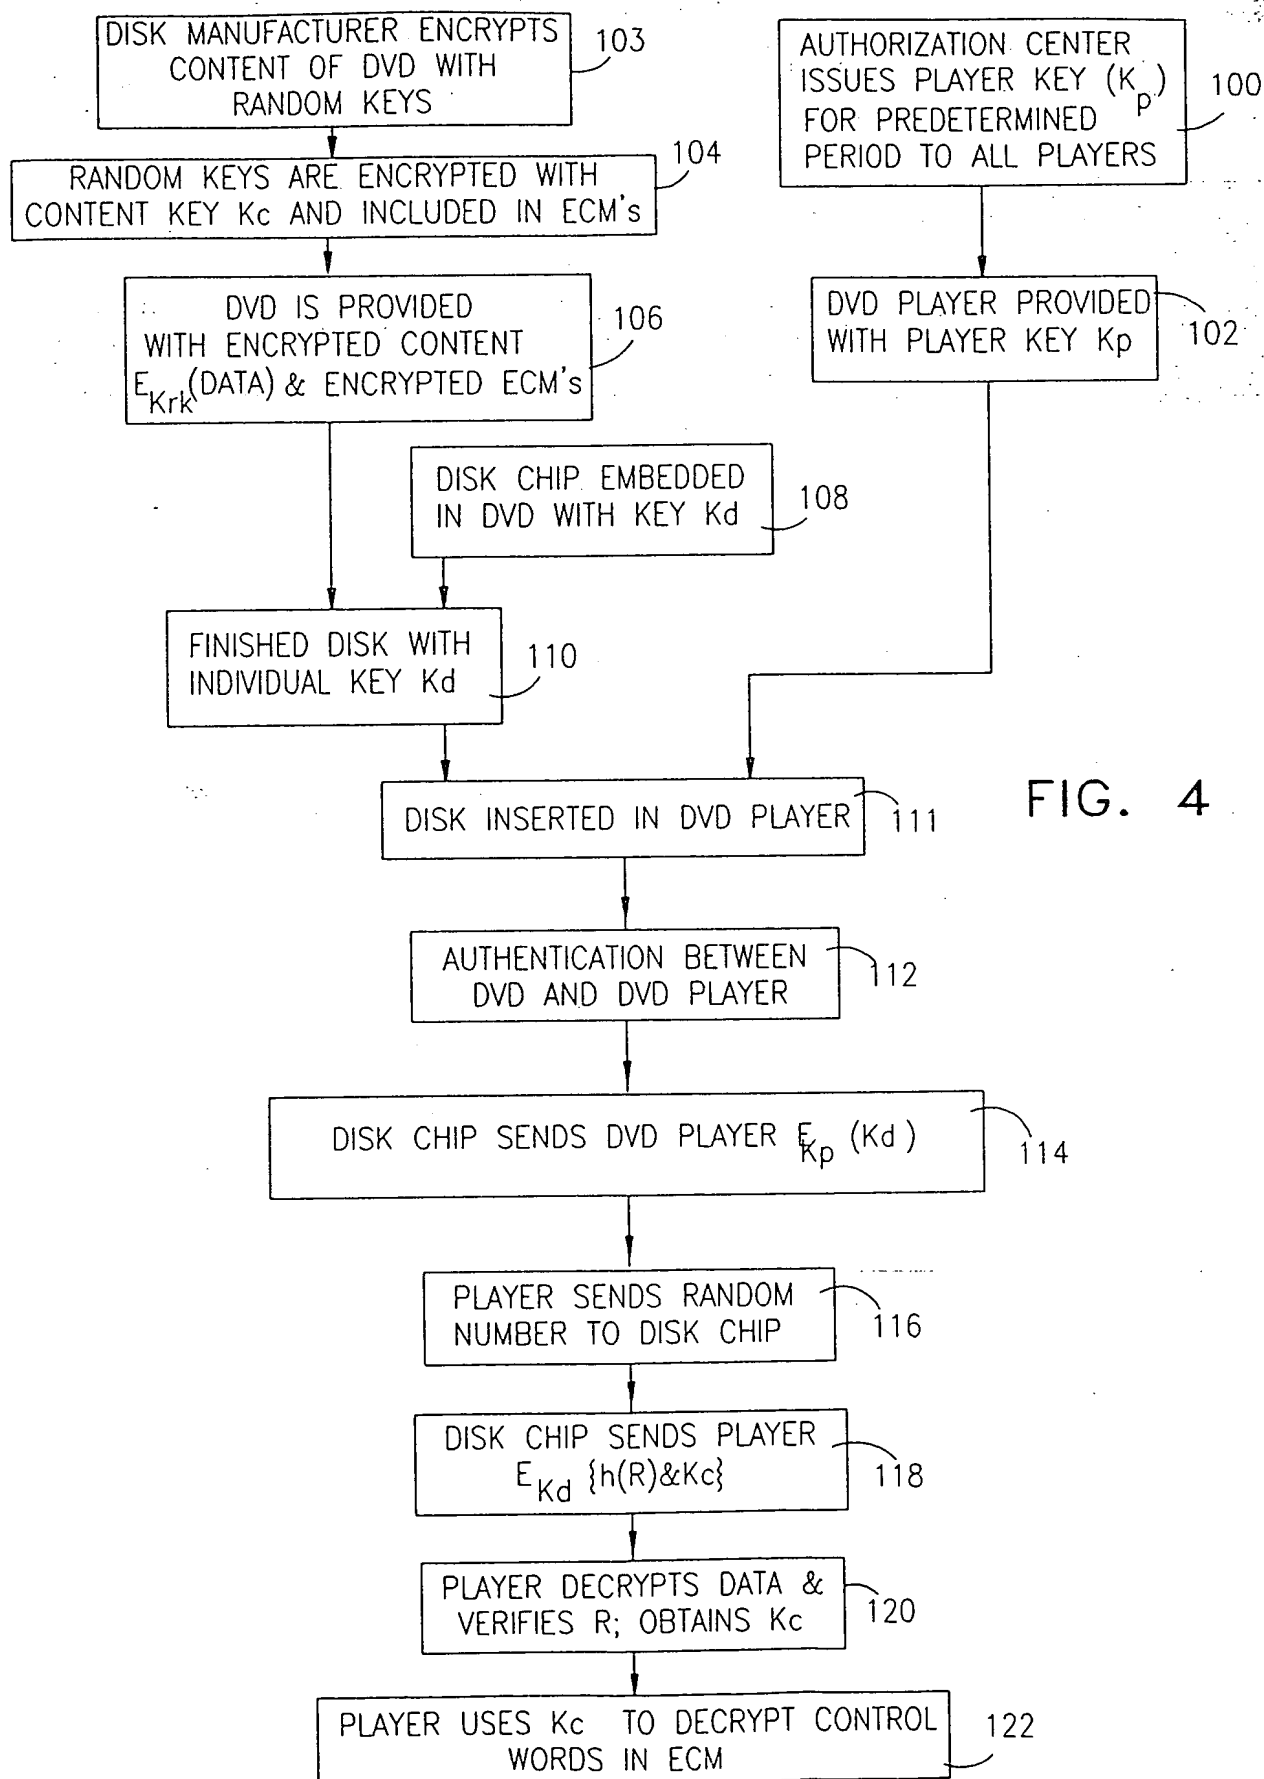 DISK MANUFACTURER ENCRYPTS
CONTENT OF DVD WITH
RANDOM KEYS
103
AUTHORIZATION CENTER
ISSUES PLAYER KEY (Kp)
FOR PREDETERMINED
PERIOD TO ALL PLAYERS
100
RANDOM KEYS ARE ENCRYPTED WITH
CONTENT KEY Kc AND INCLUDED IN ECM's
104
DVD IS PROVIDED
WITH ENCRYPTED CONTENT
EKrk(DATA) & ENCRYPTED ECM's
106
DVD PLAYER PROVIDED
WITH PLAYER KEY Kp
102
DISK CHIP EMBEDDED
IN DVD WITH KEY Kd
108
FINISHED DISK WITH
INDIVIDUAL KEY Kd
110
DISK INSERTED IN DVD PLAYER
111
FIG. 4
AUTHENTICATION BETWEEN
DVD AND DVD PLAYER
112
DISK CHIP SENDS DVD PLAYER EKp (Kd)
114
PLAYER SENDS RANDOM
NUMBER TO DISK CHIP
116
DISK CHIP SENDS PLAYER
EKd {h(R)&Kc}
118
PLAYER DECRYPTS DATA &
VERIFIES R; OBTAINS Kc
120
PLAYER USES Kc TO DECRYPT CONTROL
WORDS IN ECM
122